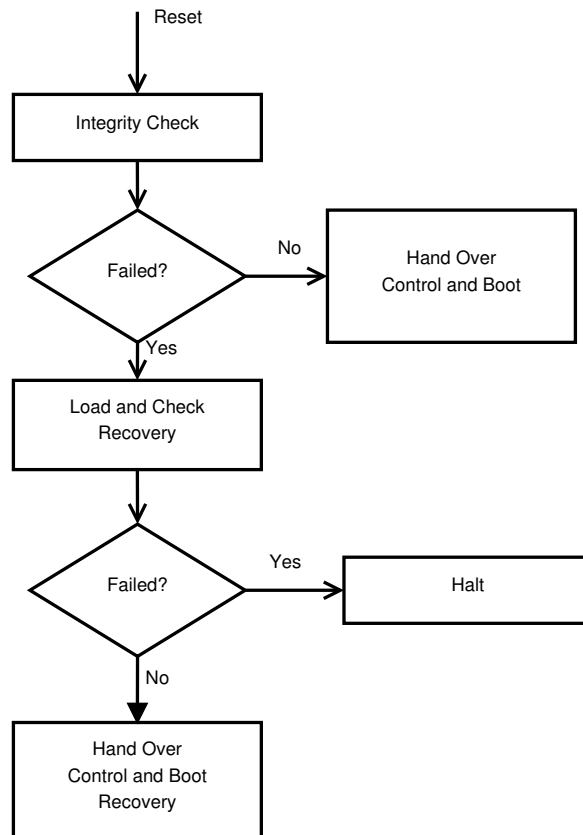 Reset
Integrity Check
Failed?
No
Hand Over
Control and Boot
Yes
Load and Check
Recovery
Failed?
Yes
Halt
No
Hand Over
Control and Boot
Recovery